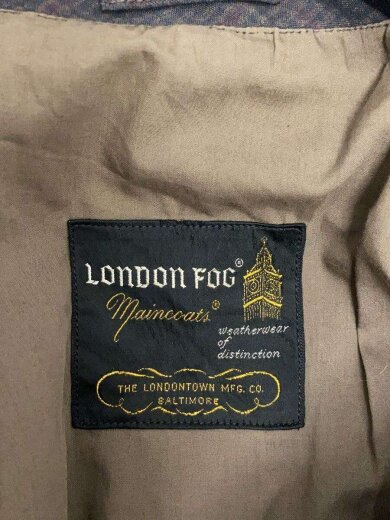 LONDON FOG®
Maincoats®
weatherwear
of
distinction
THE LONDONTOWN MFG. CO.
BALTIMORE